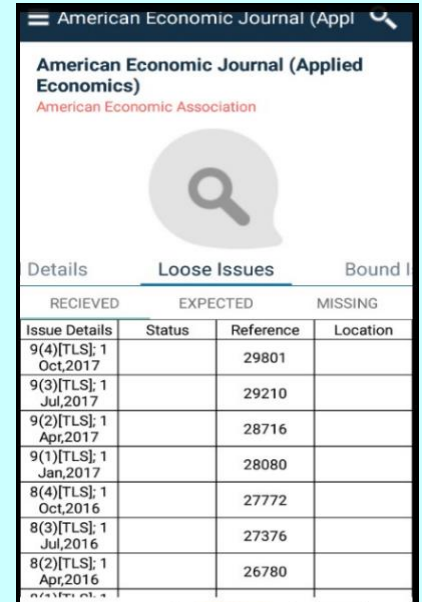 American Economic Journal (Appl
American Economic Journal (Applied
Economics)
American Economic Association
Details Loose Issues Bound I
RECIEVED EXPECTED MISSING
Issue Details Status Reference Location
9(4)[TLS]; 1
Oct,2017 29801
9(3)[TLS]; 1
Jul,2017 29210
9(2)[TLS]; 1
Apr,2017 28716
9(1)[TLS]; 1
Jan,2017 28080
8(4)[TLS]; 1
Oct,2016 27772
8(3)[TLS]; 1
Jul,2016 27376
8(2)[TLS]; 1
Apr,2016 26780